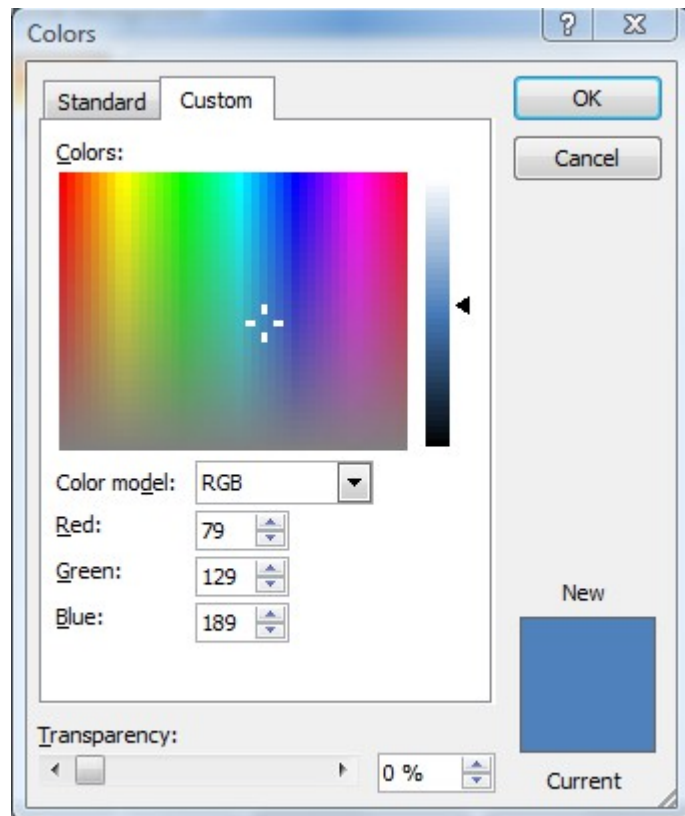 Colors
Standard Custom
OK
Cancel
Colors:
Color model: RGB
Red: 79
Green: 129
Blue: 189
New
Current
Transparency:
0 %